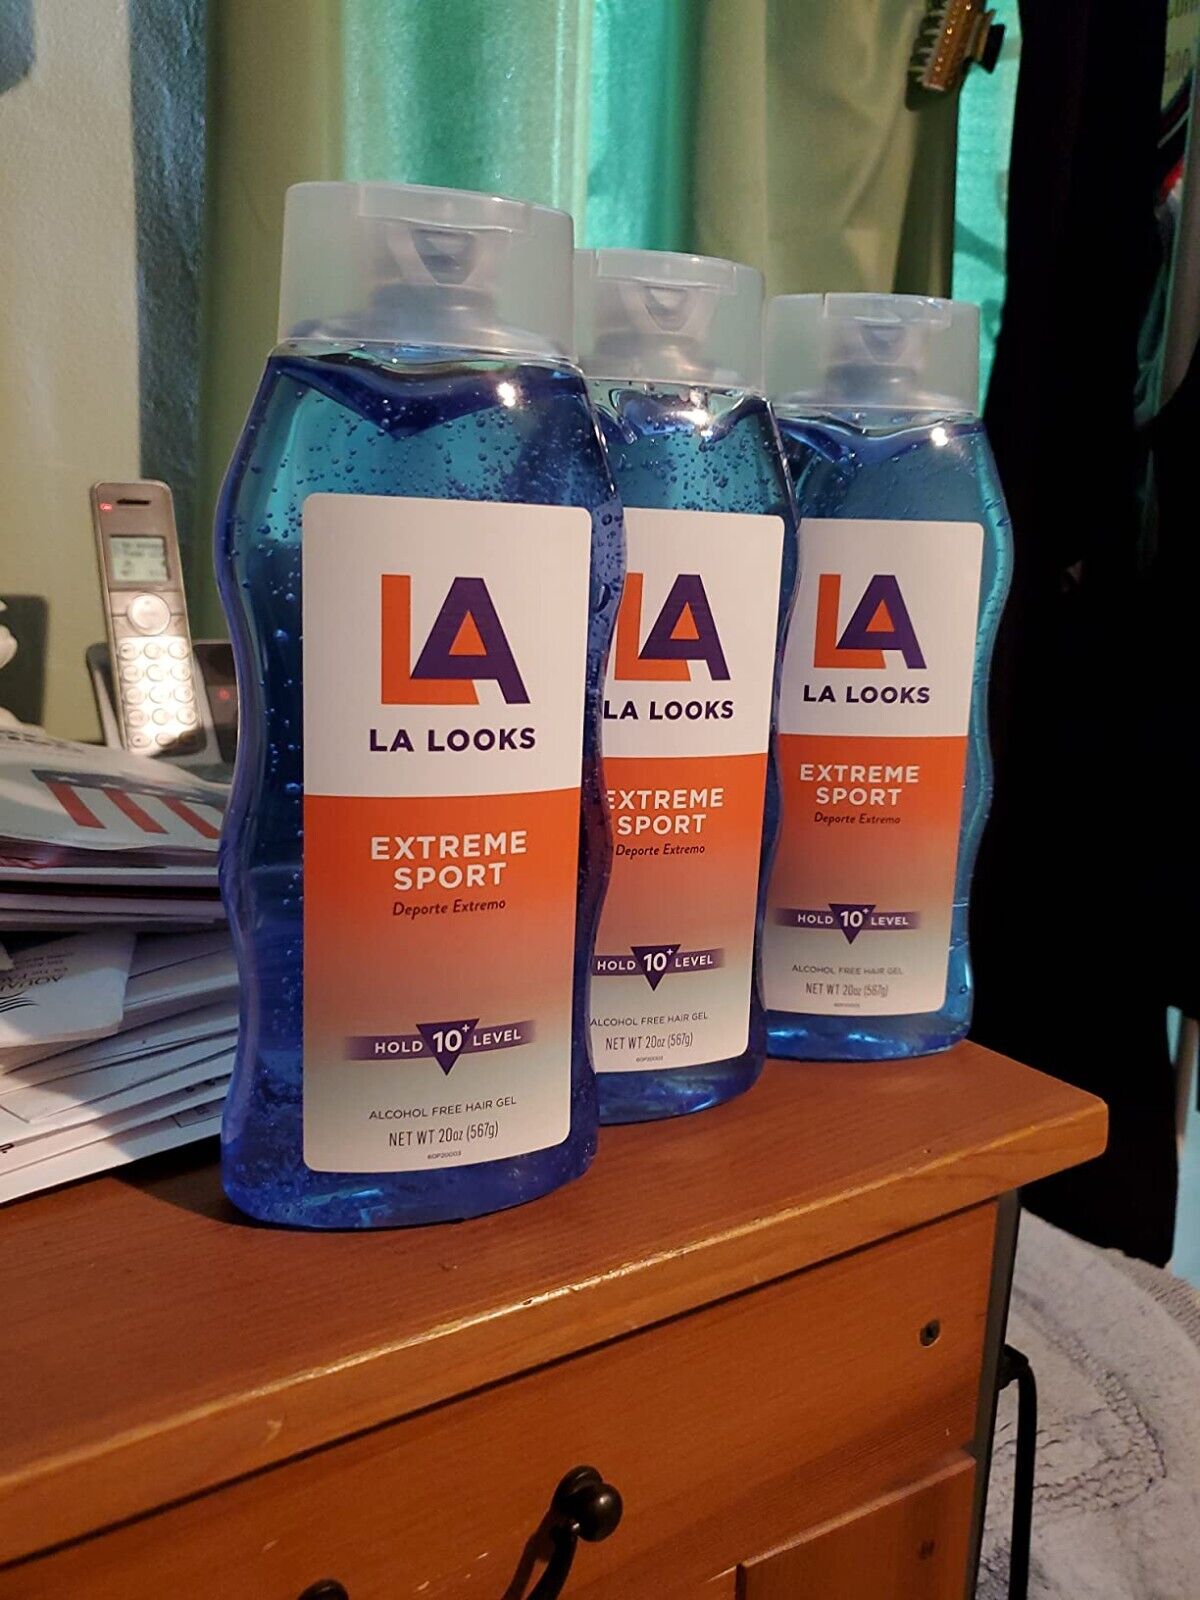 LA
LA LOOKS
EXTREME
SPORT
Deporte Extremo
HOLD 10+ LEVEL
ALCOHOL FREE HAIR GEL
NET WT 20oz (567g)
60P20003
LA
LA LOOKS
EXTREME
SPORT
Deporte Extremo
HOLD 10+ LEVEL
ALCOHOL FREE HAIR GEL
NET WT 20oz (567g)
60P20003
LA
LA LOOKS
EXTREME
SPORT
Deporte Extremo
HOLD 10+ LEVEL
ALCOHOL FREE HAIR GEL
NET WT 20oz (567g)